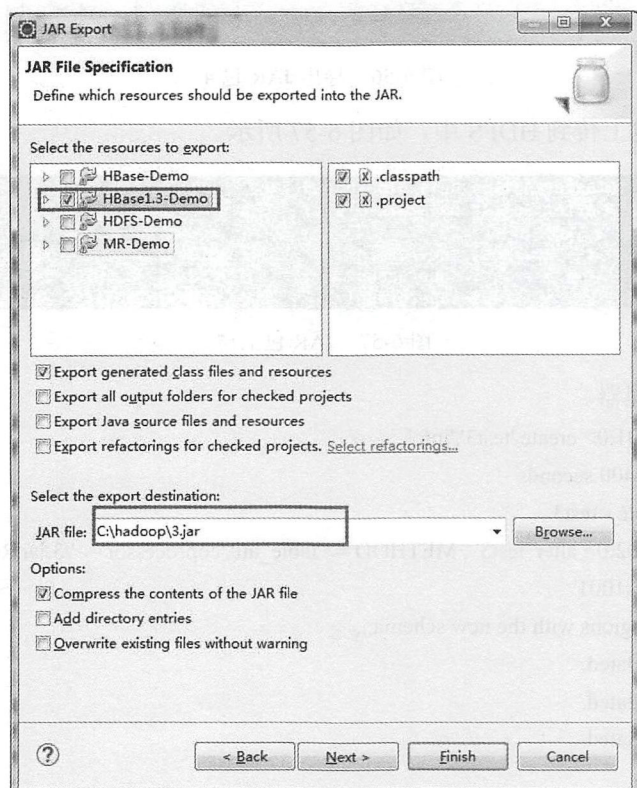 JAR Export
JAR File Specification
Define which resources should be exported into the JAR.
Select the resources to export:
HBase-Demo
HBase1.3-Demo
HDFS-Demo
MR-Demo
.classpath
.project
Export generated class files and resources
Export all output folders for checked projects
Export Java source files and resources
Export refactorings for checked projects. Select refactorings...
Select the export destination:
JAR file: C:\hadoop\3.jar
Browse...
Options:
Compress the contents of the JAR file
Add directory entries
Overwrite existing files without warning
< Back Next > Finish Cancel